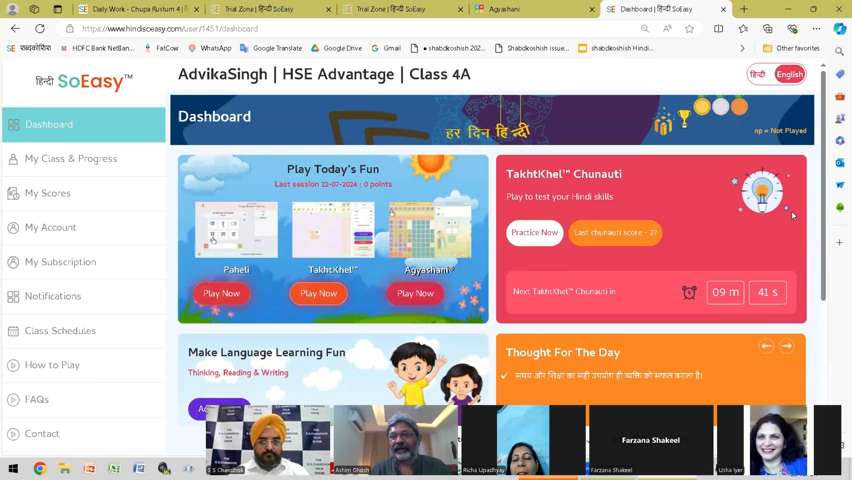 Daily Work - Chupa Rustum 4 |
Trial Zone | हिन्दी SoEasy
Trial Zone | हिन्दी SoEasy
Agyashani
Dashboard | हिन्दी SoEasy
https://www.hindisoeasy.com/user/1451/dashboard
शब्दकोशिश
HDFC Bank NetBan...
FatCow
WhatsApp
Google Translate
Google Drive
Gmail
shabdkoshish 202...
Shabdkoshish issue...
shabdkoshish Hindi...
Other favorites
हिन्दी SoEasy™
AdvikaSingh | HSE Advantage | Class 4A
हिन्दी English
Dashboard
My Class & Progress
My Scores
My Account
My Subscription
Notifications
Class Schedules
How to Play
FAQs
Contact
Dashboard
हर दिन हिन्दी
np = Not Played
Play Today's Fun
Last session 22-07-2024 : 0 points
Paheli
TakhtKhel™
Agyashani®
Play Now
Play Now
Play Now
TakhtKhel™ Chunauti
Play to test your Hindi skills
Practice Now
Last chunauti score - 27
Next TakhtKhel™ Chunauti in
09 m
41 s
Make Language Learning Fun
Thinking, Reading & Writing
Thought For The Day
समय और शिक्षा का सही उपयोग ही व्यक्ति को सफल बनाता है।
S S Chandhok
Ashim Ghosh
Richa Upadhyay
Farzana Shakeel
Farzana Shakeel
Usha Iyer